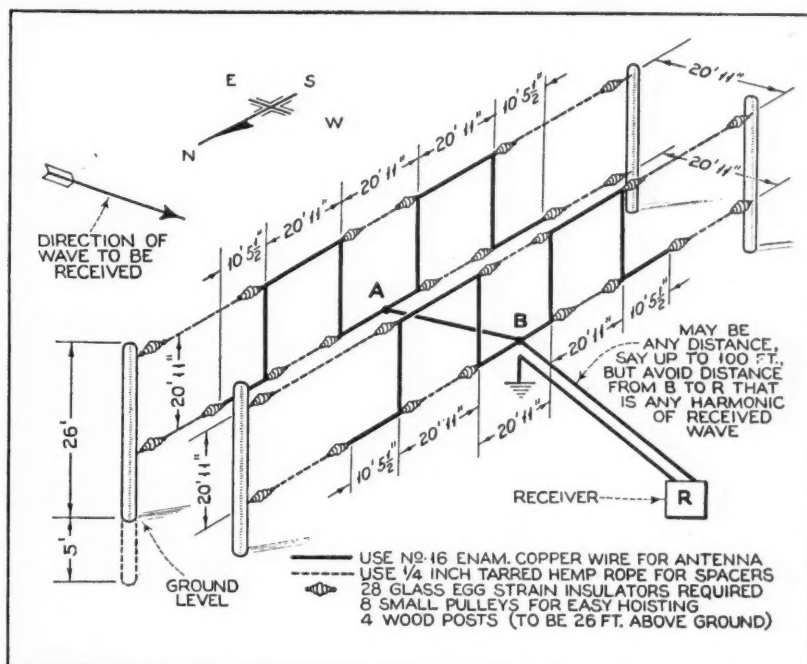 E S
N W
DIRECTION OF
WAVE TO BE
RECEIVED
10' 5½"
20' 11"
20' 11"
20' 11"
10' 5½"
20' 11"
20' 11"
A
B
MAY BE
ANY DISTANCE,
SAY UP TO 100 FT.,
BUT AVOID DISTANCE
FROM B TO R THAT
IS ANY HARMONIC
OF RECEIVED
WAVE
26'
5'
20' 11"
20' 11"
10' 5½"
20' 11"
20' 11"
20' 11"
10' 5½"
GROUND
LEVEL
RECEIVER
R
USE NO. 16 ENAM. COPPER WIRE FOR ANTENNA
USE 1/4 INCH TARRED HEMP ROPE FOR SPACERS
28 GLASS EGG STRAIN INSULATORS REQUIRED
8 SMALL PULLEYS FOR EASY HOISTING
4 WOOD POSTS (TO BE 26 FT. ABOVE GROUND)